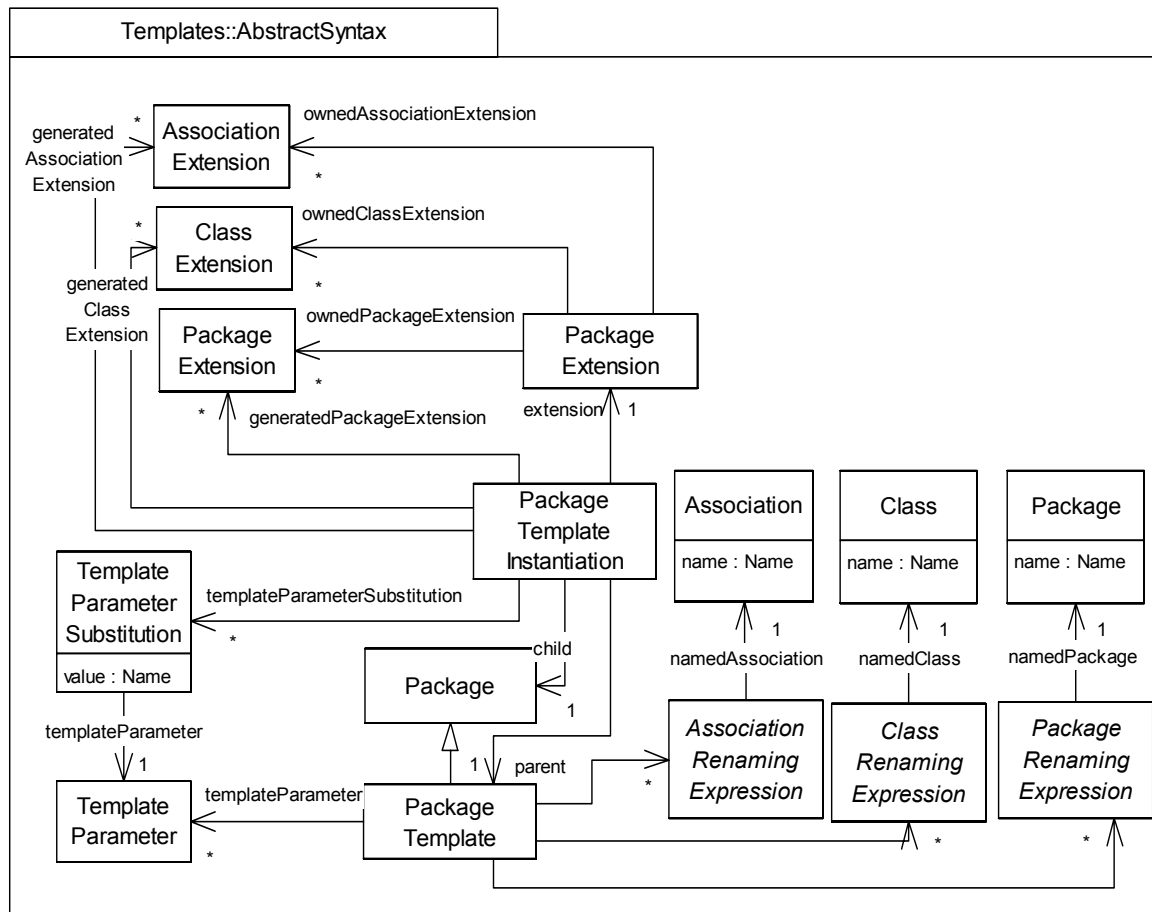 Templates::AbstractSyntax
generated
Association
Extension
*
Association
Extension
ownedAssociationExtension
*
*
Class
Extension
ownedClassExtension
*
generated
Class
Extension
Package
Extension
ownedPackageExtension
*
Package
Extension
*
generatedPackageExtension
extension
1
Package
Template
Instantiation
Association
name : Name
Class
name : Name
Package
name : Name
Template
Parameter
Substitution
value : Name
templateParameterSubstitution
*
child
1
Package
1
namedAssociation
1
namedClass
1
namedPackage
templateParameter
1
Template
Parameter
templateParameter
*
1
parent
Package
Template
*
Association
Renaming
Expression
Class
Renaming
Expression
*
Package
Renaming
Expression
*